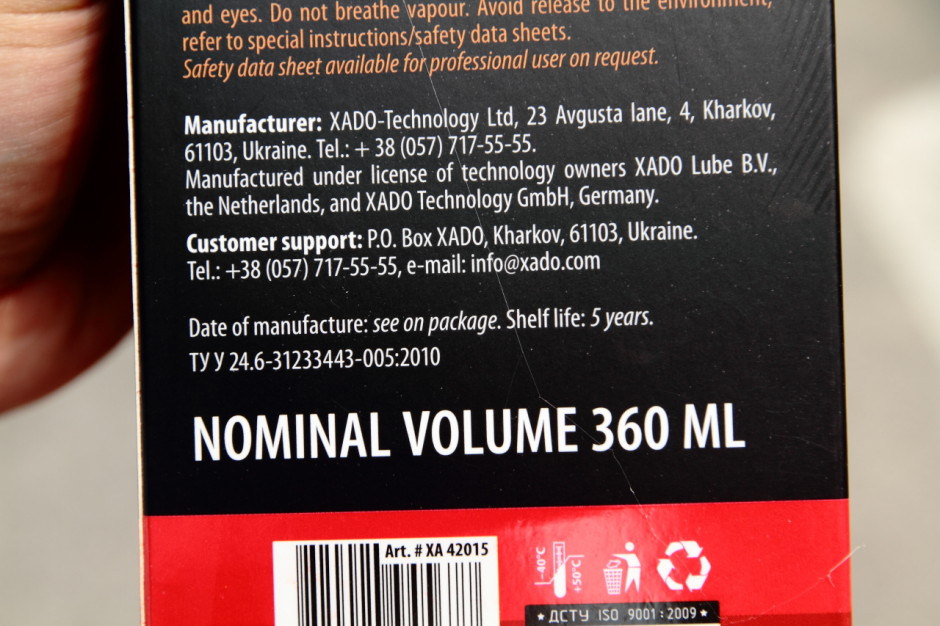 and eyes. Do not breathe vapour. Avoid release to the environment,
refer to special instructions/safety data sheets.
Safety data sheet available for professional user on request.
Manufacturer: XADO-Technology Ltd, 23 Avgusta lane, 4, Kharkov,
61103, Ukraine. Tel.: + 38 (057) 717-55-55.
Manufactured under license of technology owners XADO Lube B.V.,
the Netherlands, and XADO Technology GmbH, Germany.
Customer support: P.O. Box XADO, Kharkov, 61103, Ukraine.
Tel.: +38 (057) 717-55-55, e-mail: info@xado.com
Date of manufacture: see on package. Shelf life: 5 years.
ТУ У 24.6-31233443-005:2010
NOMINAL VOLUME 360 ML
Art. # XA 42015
-40°C
+50°C
★ ДСТУ ISO 9001:2009 ★